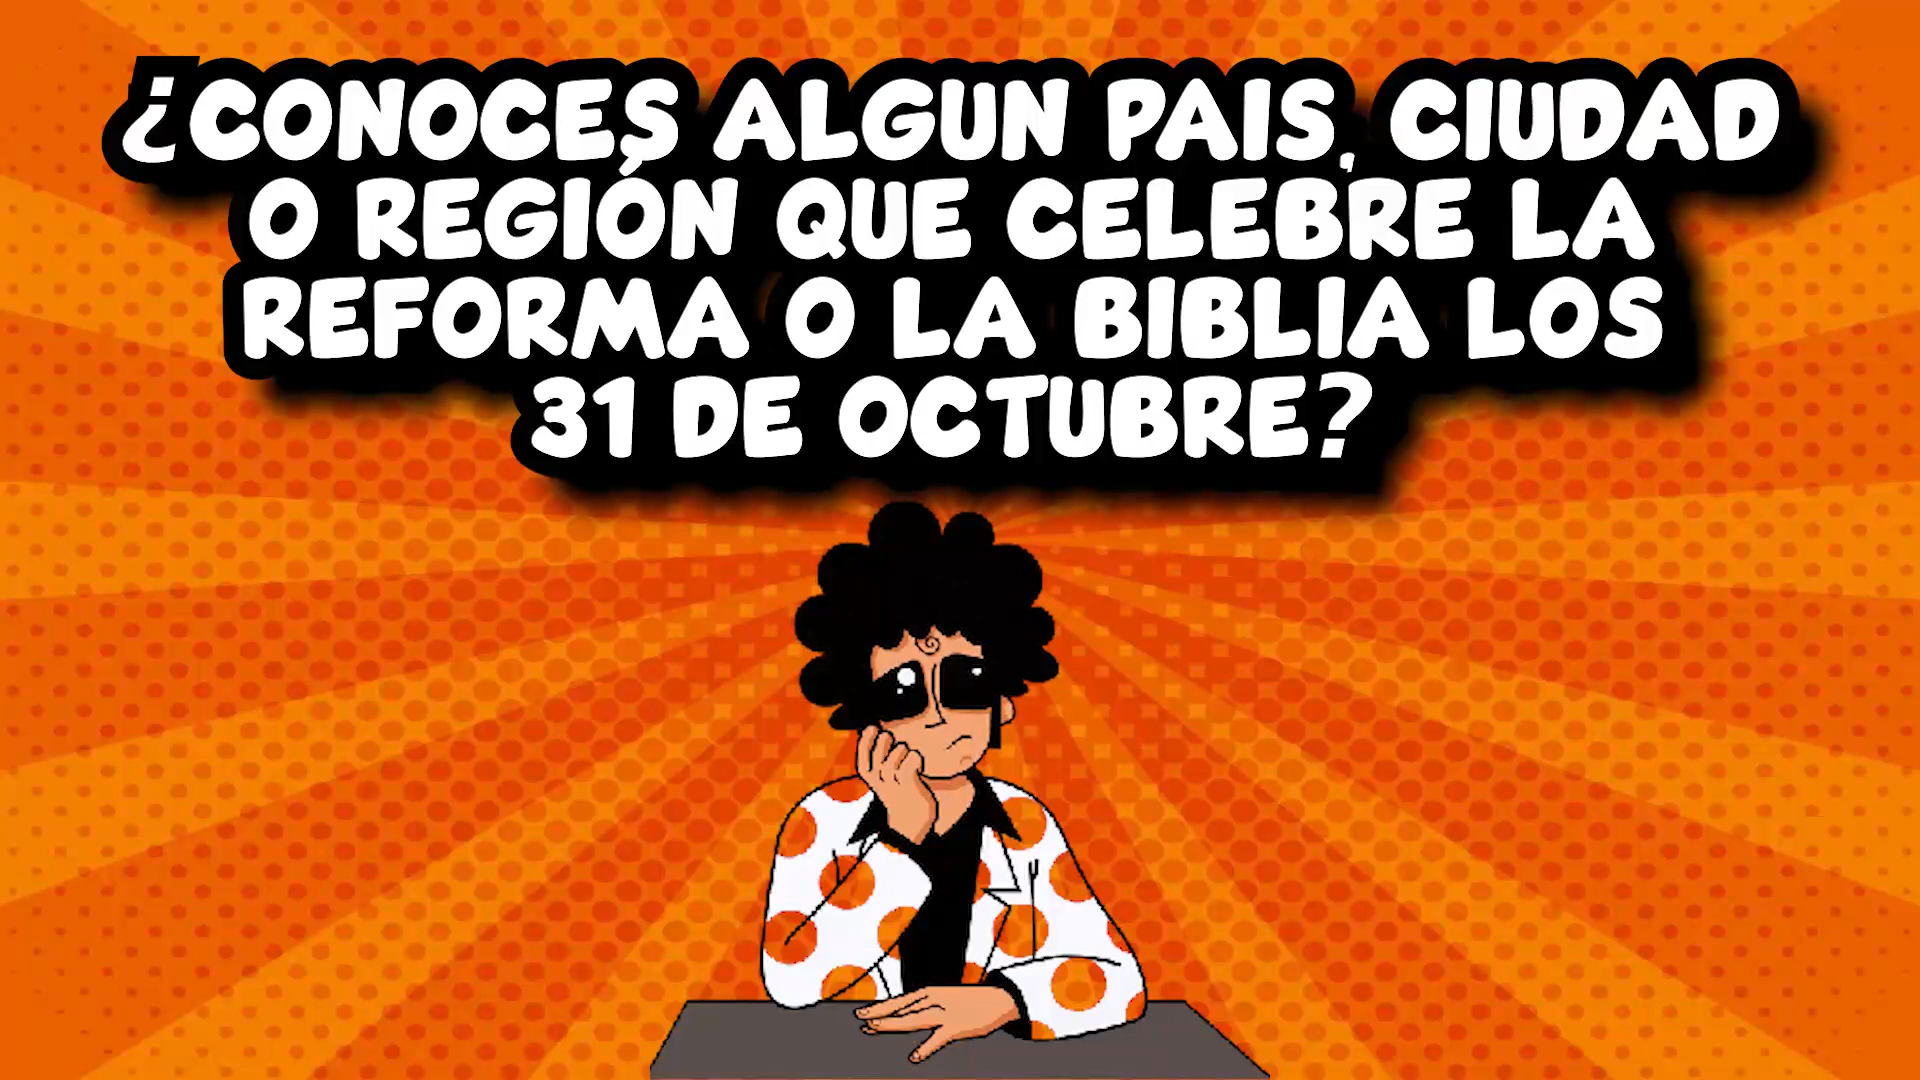 ¿CONOCES ALGUN PAIS, CIUDAD
O REGIÓN QUE CELEBRE LA
REFORMA O LA BIBLIA LOS
31 DE OCTUBRE?